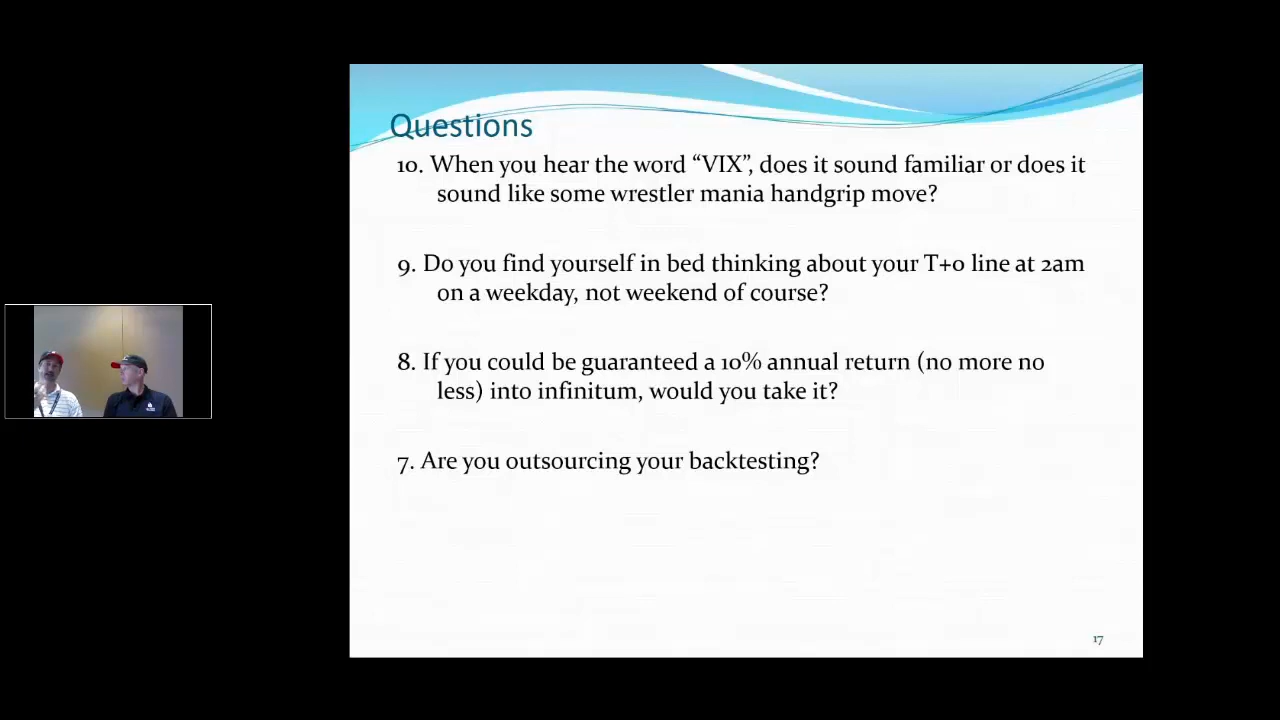 Questions
10. When you hear the word “VIX”, does it sound familiar or does it
sound like some wrestler mania handgrip move?
9. Do you find yourself in bed thinking about your T+0 line at 2am
on a weekday, not weekend of course?
8. If you could be guaranteed a 10% annual return (no more no
less) into infinitum, would you take it?
7. Are you outsourcing your backtesting?
17